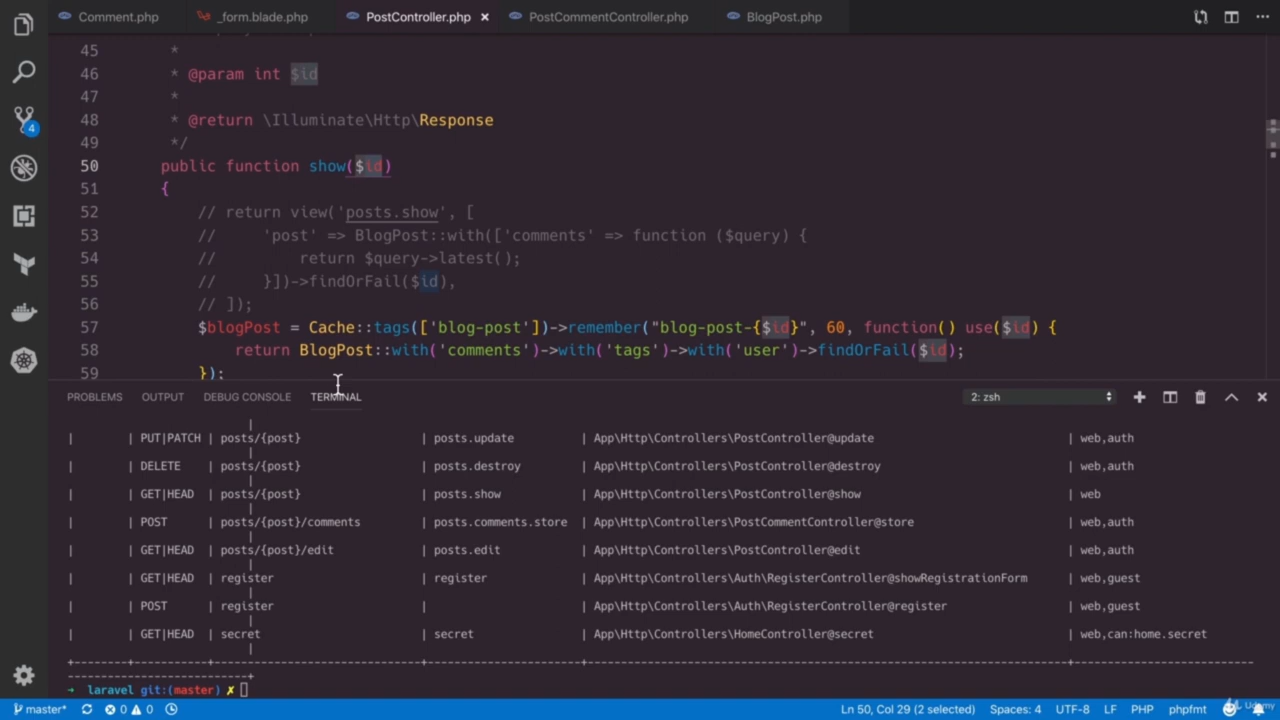 Comment.php
_form.blade.php
PostController.php
PostCommentController.php
BlogPost.php
45 *
46 * @param int $id
47 *
48 * @return \Illuminate\Http\Response
49 */
50 public function show($id)
51 {
52 // return view('posts.show', [
53 // 'post' => BlogPost::with(['comments' => function ($query) {
54 // return $query->latest();
55 // }])->findOrFail($id),
56 // ]);
57 $blogPost = Cache::tags(['blog-post'])->remember("blog-post-{$id}", 60, function() use($id) {
58 return BlogPost::with('comments')->with('tags')->with('user')->findOrFail($id);
59 });
4
PROBLEMS OUTPUT DEBUG CONSOLE TERMINAL 2: zsh
|
| | PUT|PATCH | posts/{post} | posts.update | App\Http\Controllers\PostController@update | web,auth
|
| | DELETE | posts/{post} | posts.destroy | App\Http\Controllers\PostController@destroy | web,auth
|
| | GET|HEAD | posts/{post} | posts.show | App\Http\Controllers\PostController@show | web
|
| | POST | posts/{post}/comments | posts.comments.store | App\Http\Controllers\PostCommentController@store | web,auth
|
| | GET|HEAD | posts/{post}/edit | posts.edit | App\Http\Controllers\PostController@edit | web,auth
|
| | GET|HEAD | register | register | App\Http\Controllers\Auth\RegisterController@showRegistrationForm | web,guest
|
| | POST | register | | App\Http\Controllers\Auth\RegisterController@register | web,guest
|
| | GET|HEAD | secret | secret | App\Http\Controllers\HomeController@secret | web,can:home.secret
|
→ laravel git:(master) ✗
master* 0 0 Ln 50, Col 29 (2 selected) Spaces: 4 UTF-8 LF PHP phpfmt
Udemy